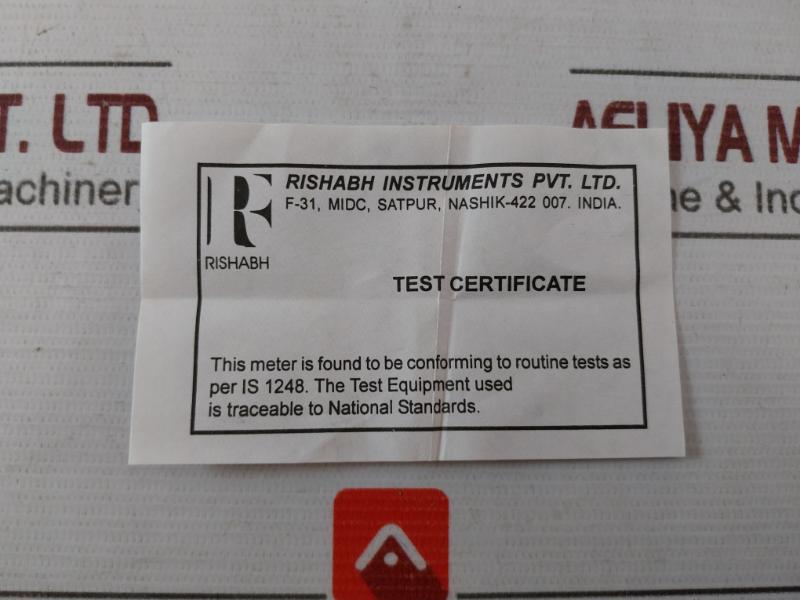 T. LTD
ASLIYA M
achinery
e & Ind
RISHABH INSTRUMENTS PVT. LTD.
F-31, MIDC, SATPUR, NASHIK-422 007. INDIA.
RISHABH
TEST CERTIFICATE
This meter is found to be conforming to routine tests as
per IS 1248. The Test Equipment used
is traceable to National Standards.